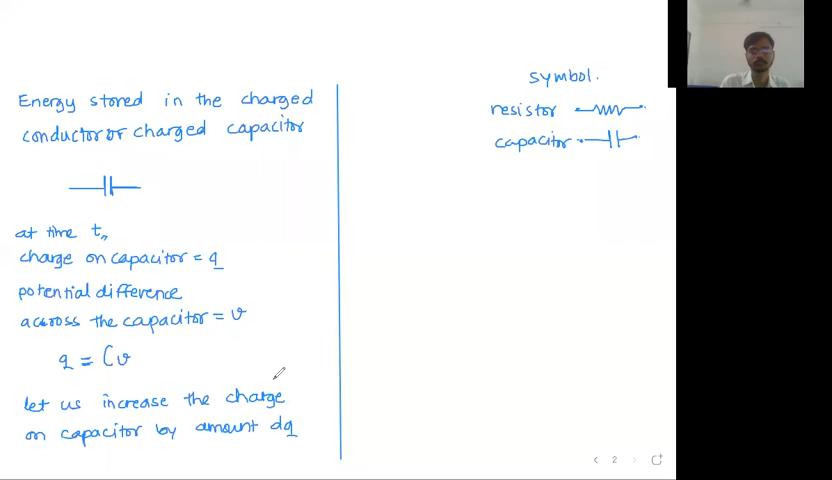 Energy stored in the charged
conductor or charged capacitor
at time t,,
charge on capacitor = q
potential difference
across the capacitor = v
q = Cv
let us increase the charge
on capacitor by amount dq
symbol.
resistor
capacitor
< 2 >